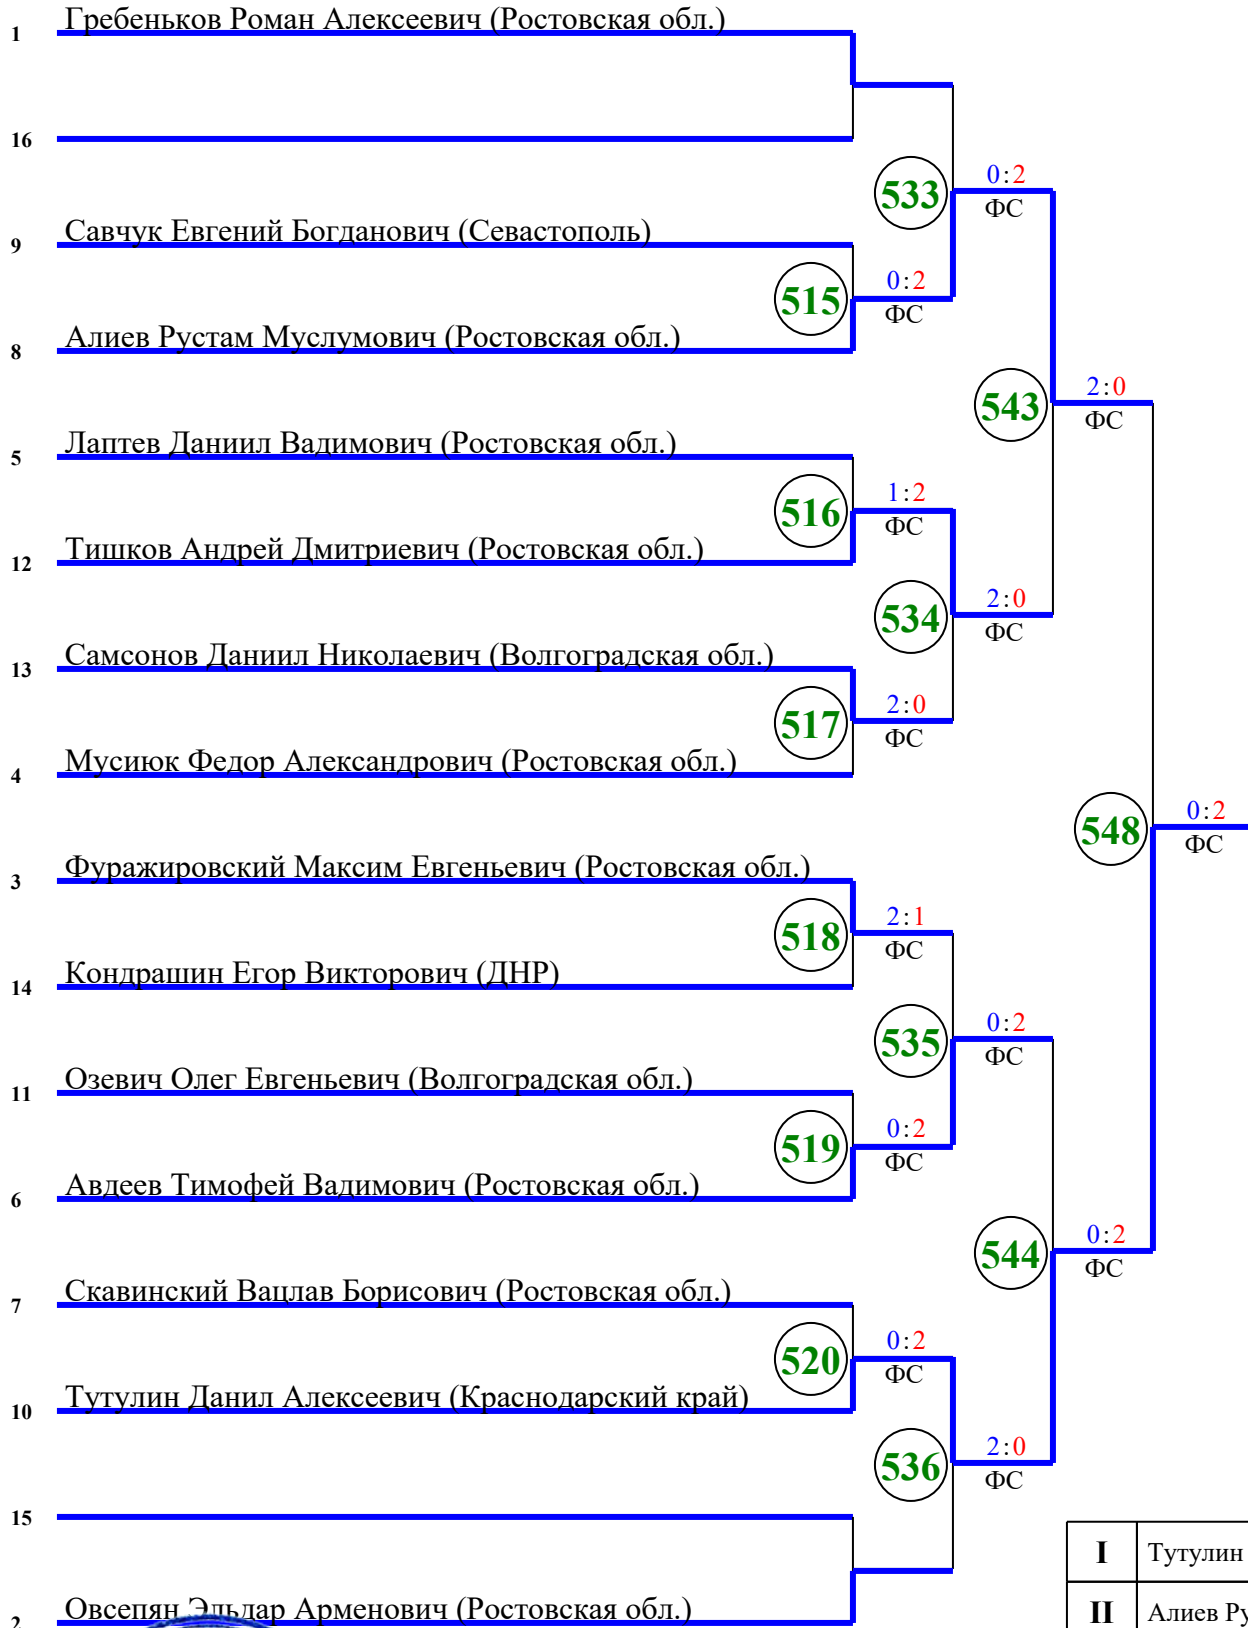 1 Гребеньков Роман Алексеевич (Ростовская обл.)
16
533
0:2
ФС
9 Савчук Евгений Богданович (Севастополь)
515
0:2
ФС
8 Алиев Рустам Муслумович (Ростовская обл.)
543
2:0
ФС
5 Лаптев Даниил Вадимович (Ростовская обл.)
516
1:2
ФС
12 Тишков Андрей Дмитриевич (Ростовская обл.)
534
2:0
ФС
13 Самсонов Даниил Николаевич (Волгоградская обл.)
517
2:0
ФС
4 Мусиюк Федор Александрович (Ростовская обл.)
548
0:2
ФС
3 Фуражировский Максим Евгеньевич (Ростовская обл.)
518
2:1
ФС
14 Кондрашин Егор Викторович (ДНР)
535
0:2
ФС
11 Озевич Олег Евгеньевич (Волгоградская обл.)
519
0:2
ФС
6 Авдеев Тимофей Вадимович (Ростовская обл.)
544
0:2
ФС
7 Скавинский Вацлав Борисович (Ростовская обл.)
520
0:2
ФС
10 Тутулин Данил Алексеевич (Краснодарский край)
536
2:0
ФС
15
I Тутулин
2 Овсепян Эльдар Арменович (Ростовская обл.)
II Алиев Ру